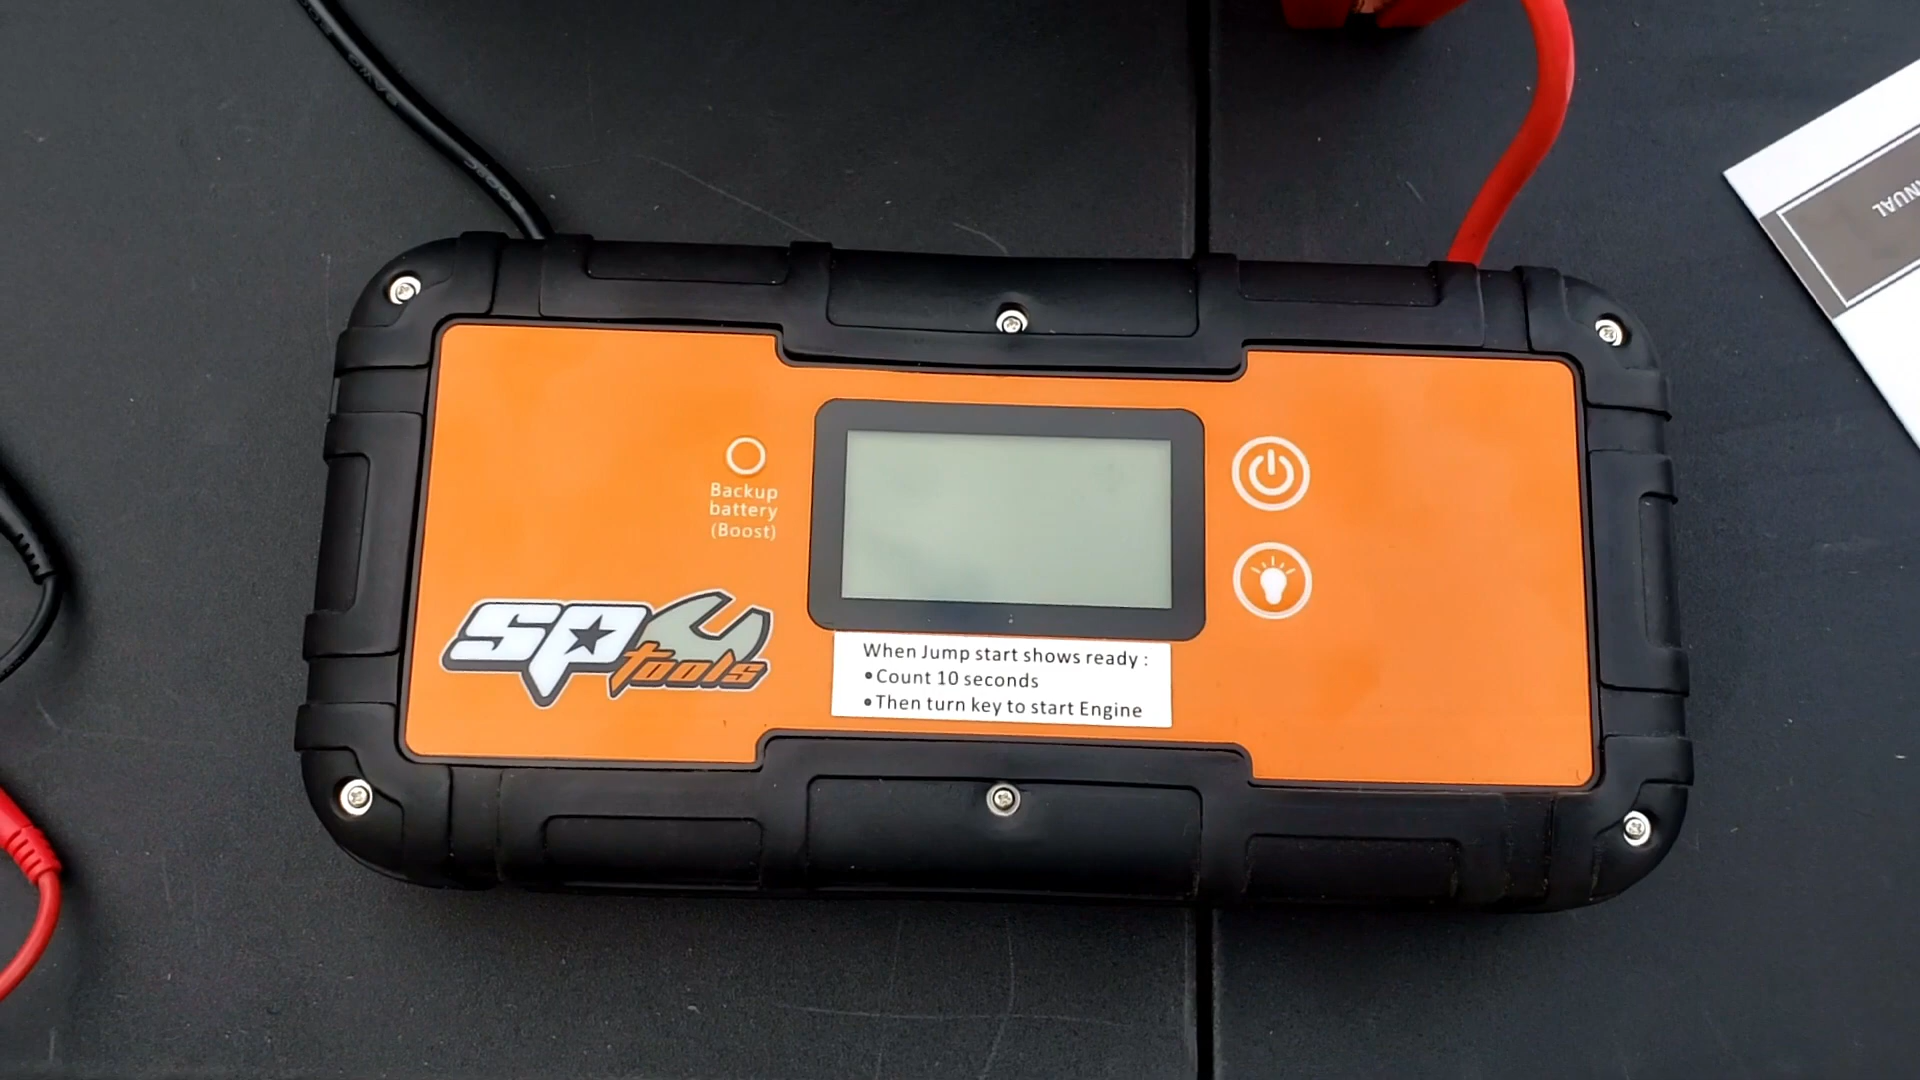 Backup
battery
(Boost)
SP tools
When Jump start shows ready :
•Count 10 seconds
•Then turn key to start Engine